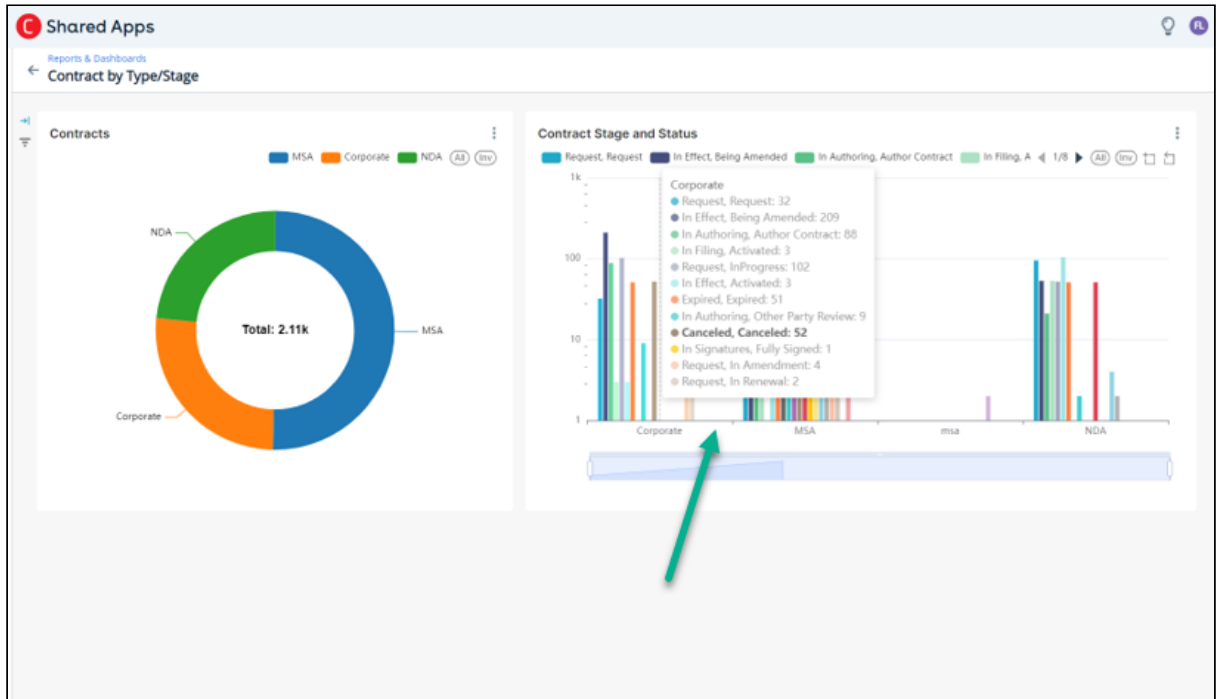 C Shared Apps
FL
Reports & Dashboards
Contract by Type/Stage
Contracts
MSA Corporate NDA All Inv
NDA
Total: 2.11k
MSA
Corporate
Contract Stage and Status
Request, Request In Effect, Being Amended In Authoring, Author Contract In Filing, A 1/8 All Inv
1k
100
10
1
Corporate
Request, Request: 32
In Effect, Being Amended: 209
In Authoring, Author Contract: 88
In Filing, Activated: 3
Request, InProgress: 102
In Effect, Activated: 3
Expired, Expired: 51
In Authoring, Other Party Review: 9
Canceled, Canceled: 52
In Signatures, Fully Signed: 1
Request, In Amendment: 4
Request, In Renewal: 2
Corporate MSA msa NDA